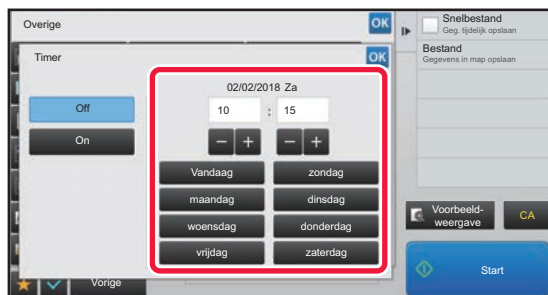 Overige
OK
Timer
OK
02/02/2018 Za
10 : 15
Off
On
Vandaag
zondag
maandag
dinsdag
woensdag
donderdag
vrijdag
zaterdag
Vorige
Snelbestand
Geg. tijdelijk opslaan
Bestand
Gegevens in map opslaan
Voorbeeld-
weergave
CA
Start